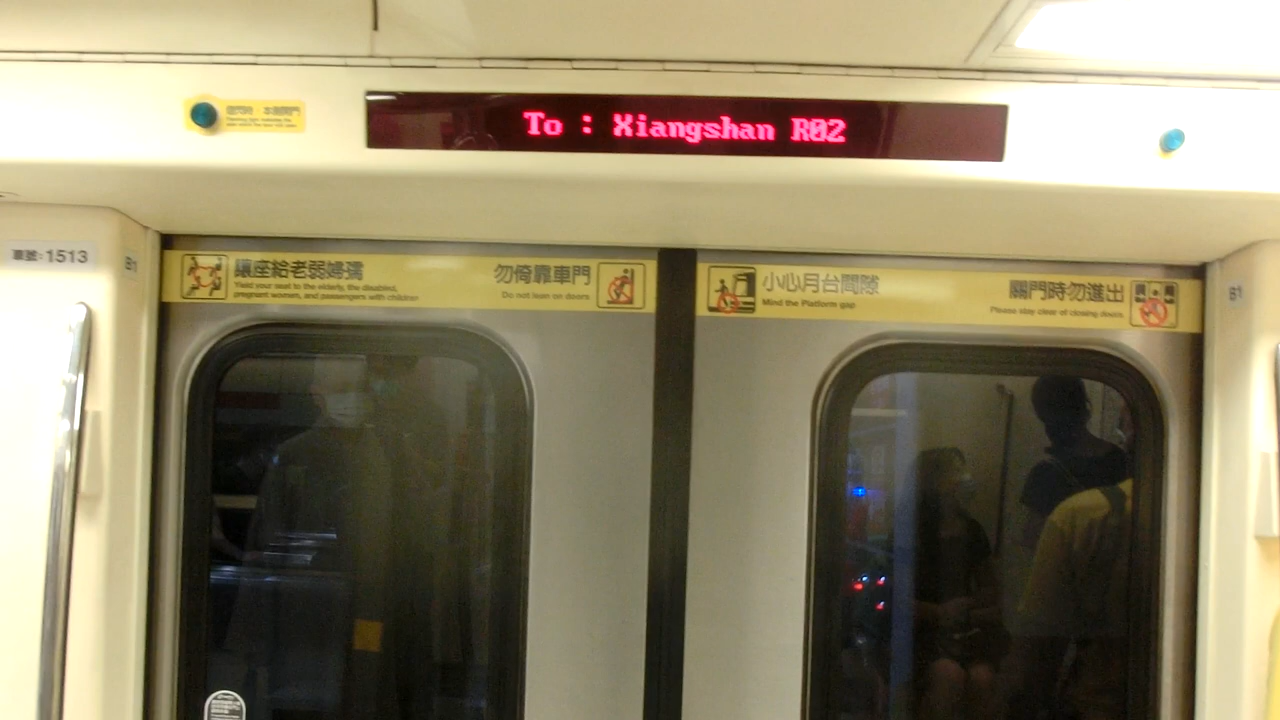 To : Xiangshan R02
車號:1513
B1
讓座給老弱婦孺
Yield your seat to the elderly, the disabled,
pregnant women, and passengers with children
勿倚靠車門
Do not lean on doors
小心月台間隙
Mind the Platform gap
關門時勿進出
Please stay clear of closing doors.
B1